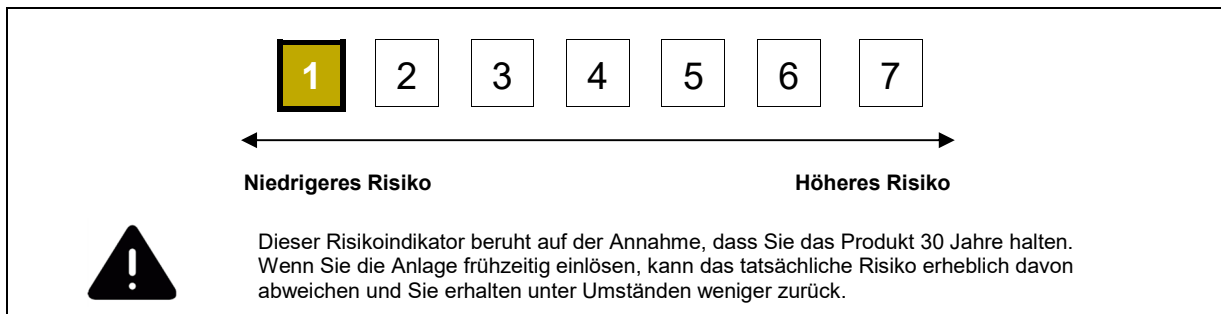 1 2 3 4 5 6 7
Niedrigeres Risiko Höheres Risiko
Dieser Risikoindikator beruht auf der Annahme, dass Sie das Produkt 30 Jahre halten.
Wenn Sie die Anlage frühzeitig einlösen, kann das tatsächliche Risiko erheblich davon
abweichen und Sie erhalten unter Umständen weniger zurück.